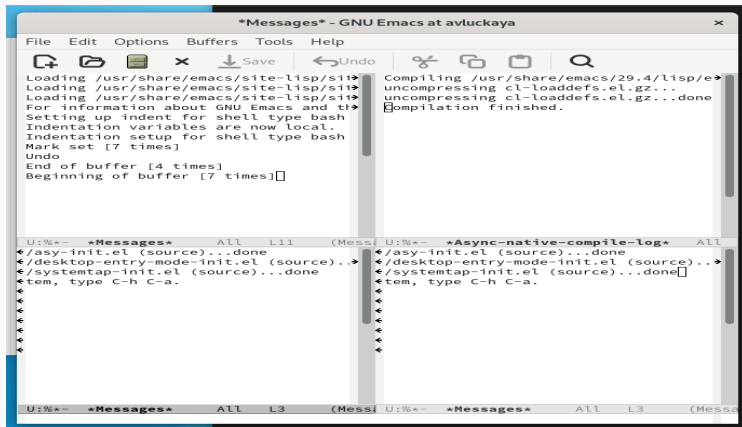 *Messages* - GNU Emacs at avluckaya
File Edit Options Buffers Tools Help
Save Undo
Loading /usr/share/emacs/site-lisp/sit
Loading /usr/share/emacs/site-lisp/sit
Loading /usr/share/emacs/site-lisp/sit
For information about GNU Emacs and th
Setting up indent for shell type bash
Indentation variables are now local.
Indentation setup for shell type bash
Mark set [7 times]
Undo
End of buffer [4 times]
Beginning of buffer [7 times]
U:%*- *Messages* All L11 (Mess
Compiling /usr/share/emacs/29.4/lisp/e
uncompressing cl-loaddefs.el.gz...
uncompressing cl-loaddefs.el.gz...done
Compilation finished.
U:%*- *Async-native-compile-log* All
/asy-init.el (source)...done
/desktop-entry-mode-init.el (source)..
/systemtap-init.el (source)...done
tem, type C-h C-a.
U:%*- *Messages* All L3 (Mess
/asy-init.el (source)...done
/desktop-entry-mode-init.el (source)..
/systemtap-init.el (source)...done
tem, type C-h C-a.
U:%*- *Messages* All L3 (Messa